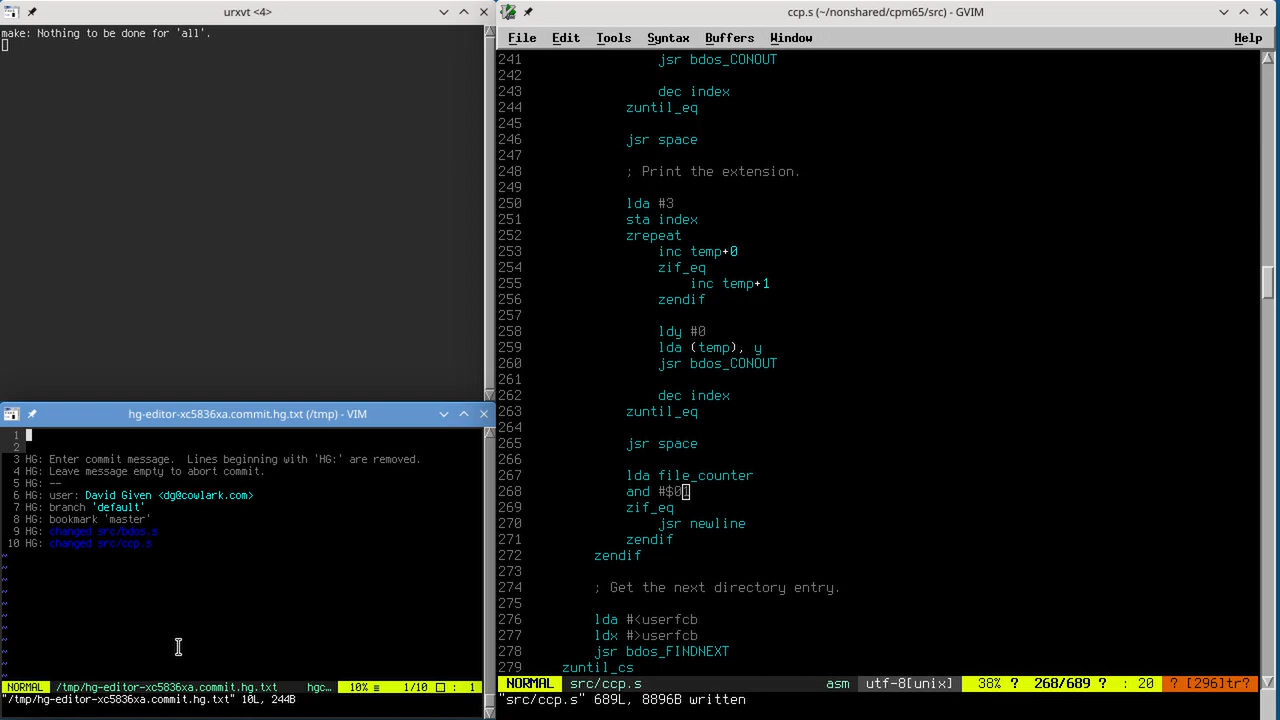 urxvt <4>
make: Nothing to be done for 'all'.
hg-editor-xc5836xa.commit.hg.txt (/tmp) - VIM
1
2
3 HG: Enter commit message.  Lines beginning with 'HG:' are removed.
4 HG: Leave message empty to abort commit.
5 HG: --
6 HG: user: David Given <dg@cowlark.com>
7 HG: branch 'default'
8 HG: bookmark 'master'
9 HG: changed src/bdos.s
10 HG: changed src/ccp.s
~
~
~
~
~
~
~
~
NORMAL /tmp/hg-editor-xc5836xa.commit.hg.txt hgc… 10% ≡ 1/10 : 1
"/tmp/hg-editor-xc5836xa.commit.hg.txt" 10L, 244B
ccp.s (~/nonshared/cpm65/src) - GVIM
File Edit Tools Syntax Buffers Window Help
241 jsr bdos_CONOUT
242
243 dec index
244 zuntil_eq
245
246 jsr space
247
248 ; Print the extension.
249
250 lda #3
251 sta index
252 zrepeat
253 inc temp+0
254 zif_eq
255 inc temp+1
256 zendif
257
258 ldy #0
259 lda (temp), y
260 jsr bdos_CONOUT
261
262 dec index
263 zuntil_eq
264
265 jsr space
266
267 lda file_counter
268 and #$01
269 zif_eq
270 jsr newline
271 zendif
272 zendif
273
274 ; Get the next directory entry.
275
276 lda #<userfcb
277 ldx #>userfcb
278 jsr bdos_FINDNEXT
279 zuntil_cs
NORMAL src/ccp.s asm utf-8[unix] 38% ? 268/689 ? : 20 ? [296]tr?
"src/ccp.s" 689L, 8896B written